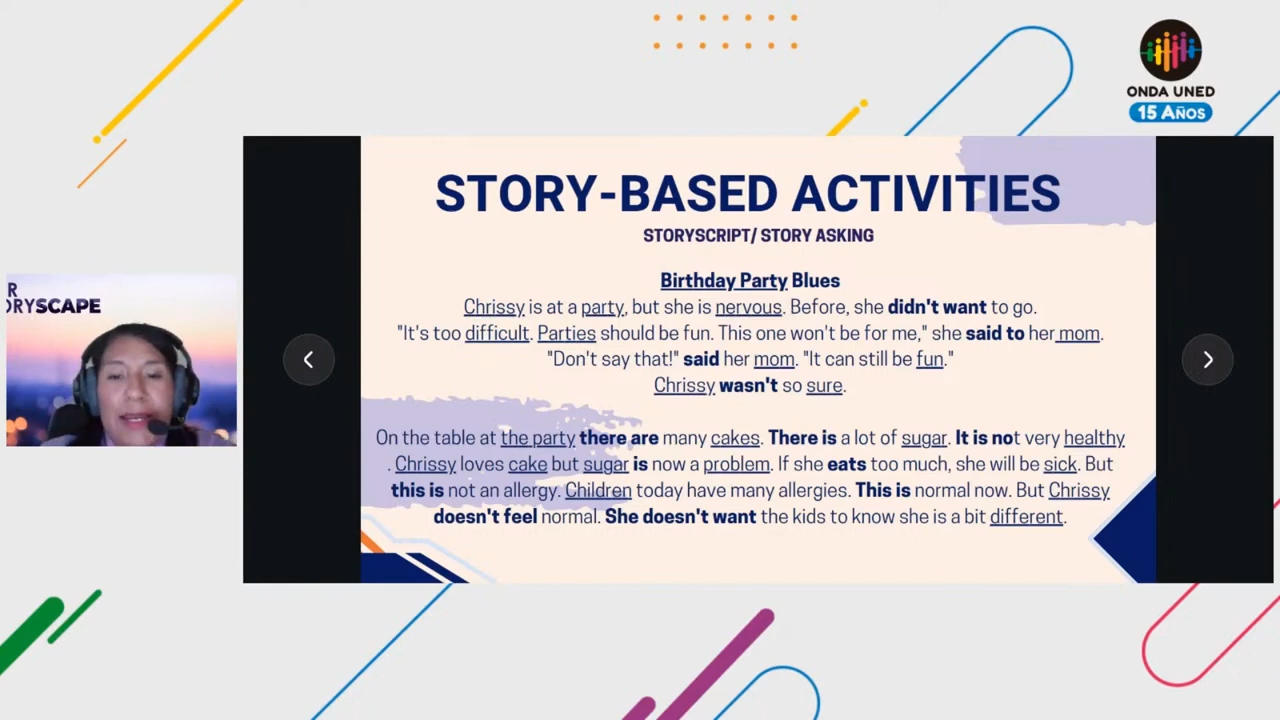 ONDA UNED
15 AÑOS
STORY-BASED ACTIVITIES
STORYSCRIPT/ STORY ASKING
Birthday Party Blues
Chrissy is at a party, but she is nervous. Before, she didn't want to go.
"It's too difficult. Parties should be fun. This one won't be for me," she said to her mom.
"Don't say that!" said her mom. "It can still be fun."
Chrissy wasn't so sure.
On the table at the party there are many cakes. There is a lot of sugar. It is not very healthy
. Chrissy loves cake but sugar is now a problem. If she eats too much, she will be sick. But
this is not an allergy. Children today have many allergies. This is normal now. But Chrissy
doesn't feel normal. She doesn't want the kids to know she is a bit different.
R
ORYSCAPE